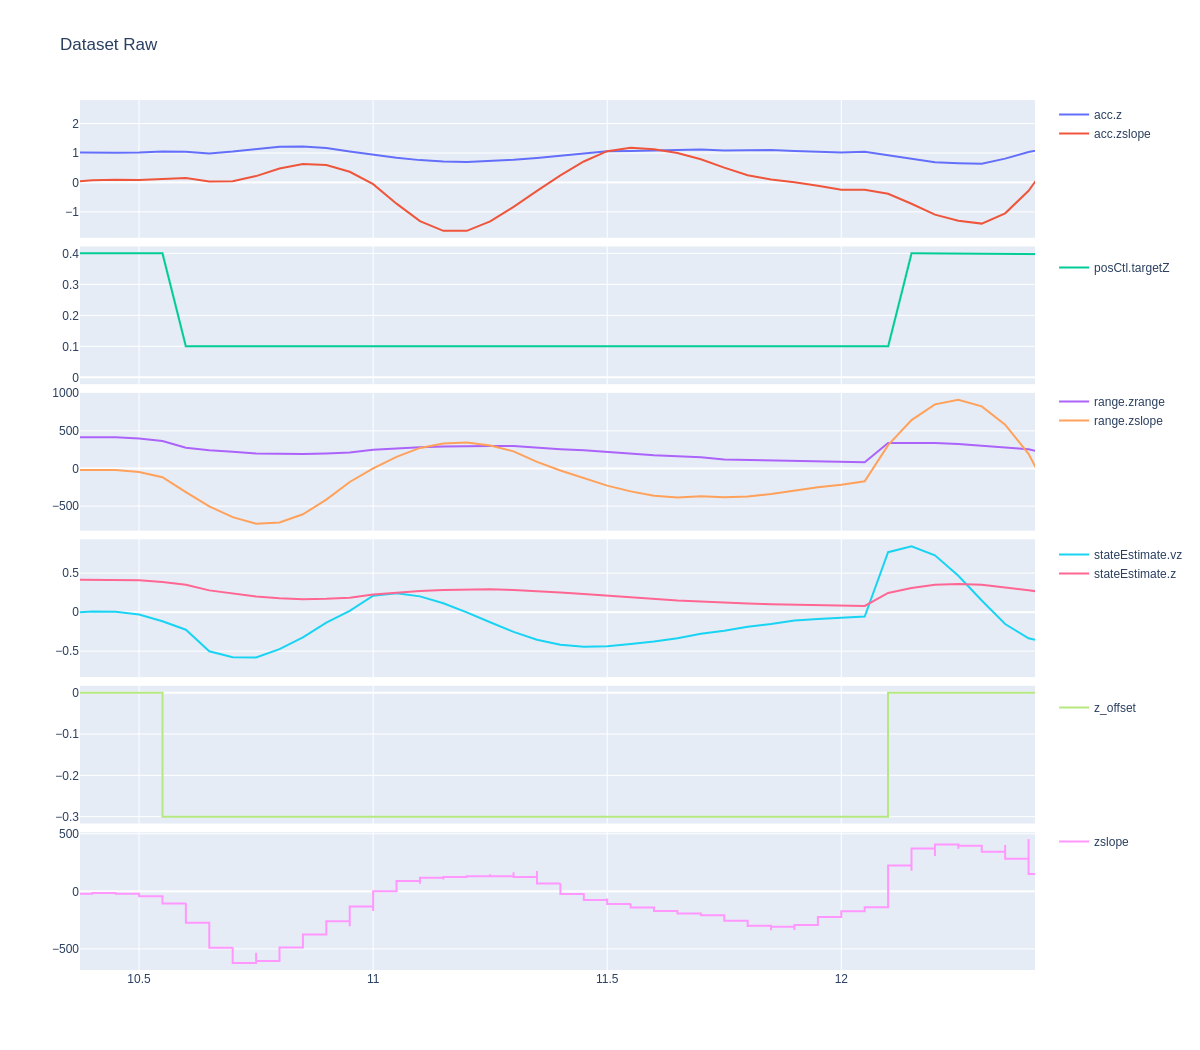 Dataset Raw
2
1
0
−1
acc.z
acc.zslope
0.4
0.3
0.2
0.1
0
posCtl.targetZ
1000
500
0
−500
range.zrange
range.zslope
0.5
0
−0.5
stateEstimate.vz
stateEstimate.z
0
−0.1
−0.2
−0.3
z_offset
500
0
−500
zslope
10.5 11 11.5 12